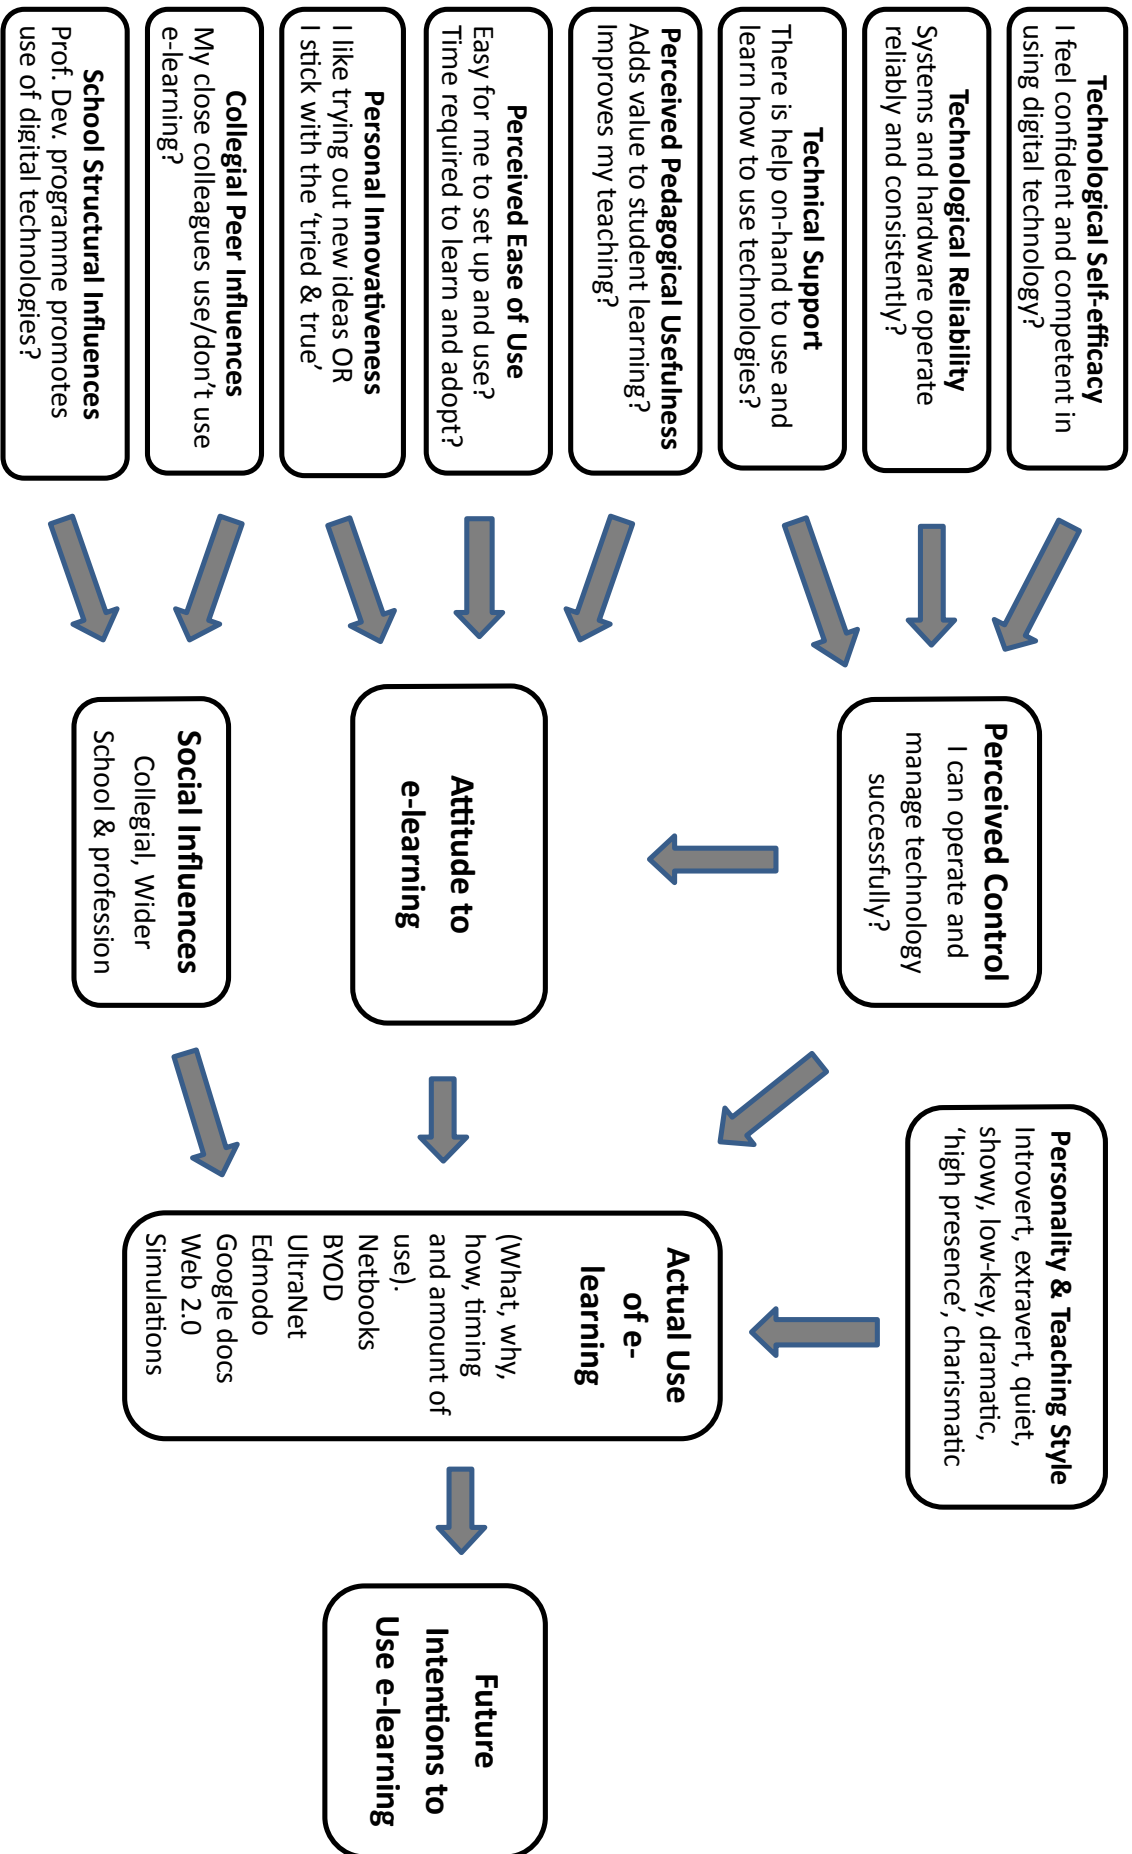 Technological Self-efficacy
I feel confident and competent in
using digital technology?
Technological Reliability
Systems and hardware operate
reliably and consistently?
Technical Support
There is help on-hand to use and
learn how to use technologies?
Perceived Pedagogical Usefulness
Adds value to student learning?
Improves my teaching?
Perceived Ease of Use
Easy for me to set up and use?
Time required to learn and adopt?
Personal Innovativeness
I like trying out new ideas OR
I stick with the ‘tried & true’
Collegial Peer Influences
My close colleagues use/don’t use
e-learning?
School Structural Influences
Prof. Dev. programme promotes
use of digital technologies?
Perceived Control
I can operate and
manage technology
successfully?
Attitude to
e-learning
Social Influences
Collegial, Wider
School & profession
Personality & Teaching Style
Introvert, extravert, quiet,
showy, low-key, dramatic,
‘high presence’, charismatic
Actual Use
of e-
learning
(What, why,
how, timing
and amount of
use).
Netbooks
BYOD
UltraNet
Edmodo
Google docs
Web 2.0
Simulations
Future
Intentions to
Use e-learning